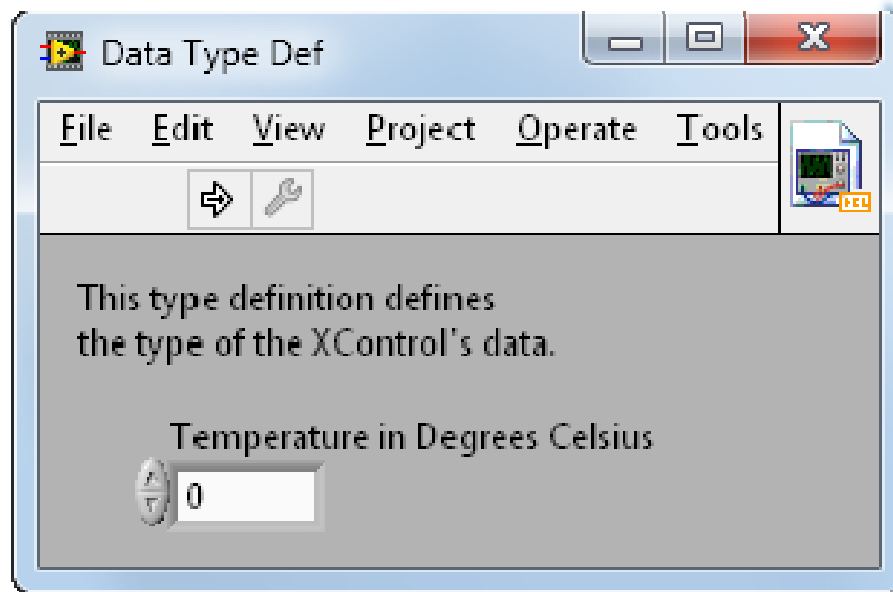 Data Type Def
File Edit View Project Operate Tools
This type definition defines
the type of the XControl's data.
Temperature in Degrees Celsius
0